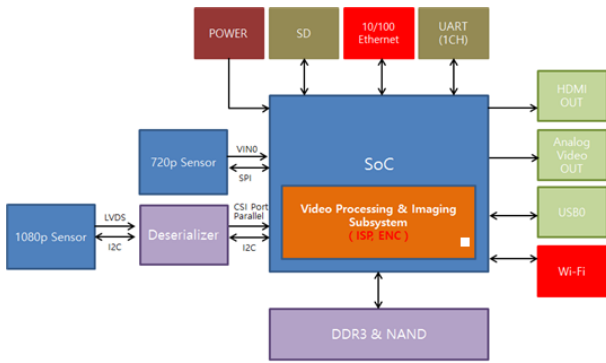 POWER
SD
10/100
Ethernet
UART
(1CH)
HDMI
OUT
720p Sensor
VIN0
SPI
SoC
Analog
Video
OUT
Video Processing & Imaging
Subsystem
( ISP, ENC )
1080p Sensor
LVDS
I2C
Deserializer
CSI Port
Parallel
I2C
USB0
Wi-Fi
DDR3 & NAND